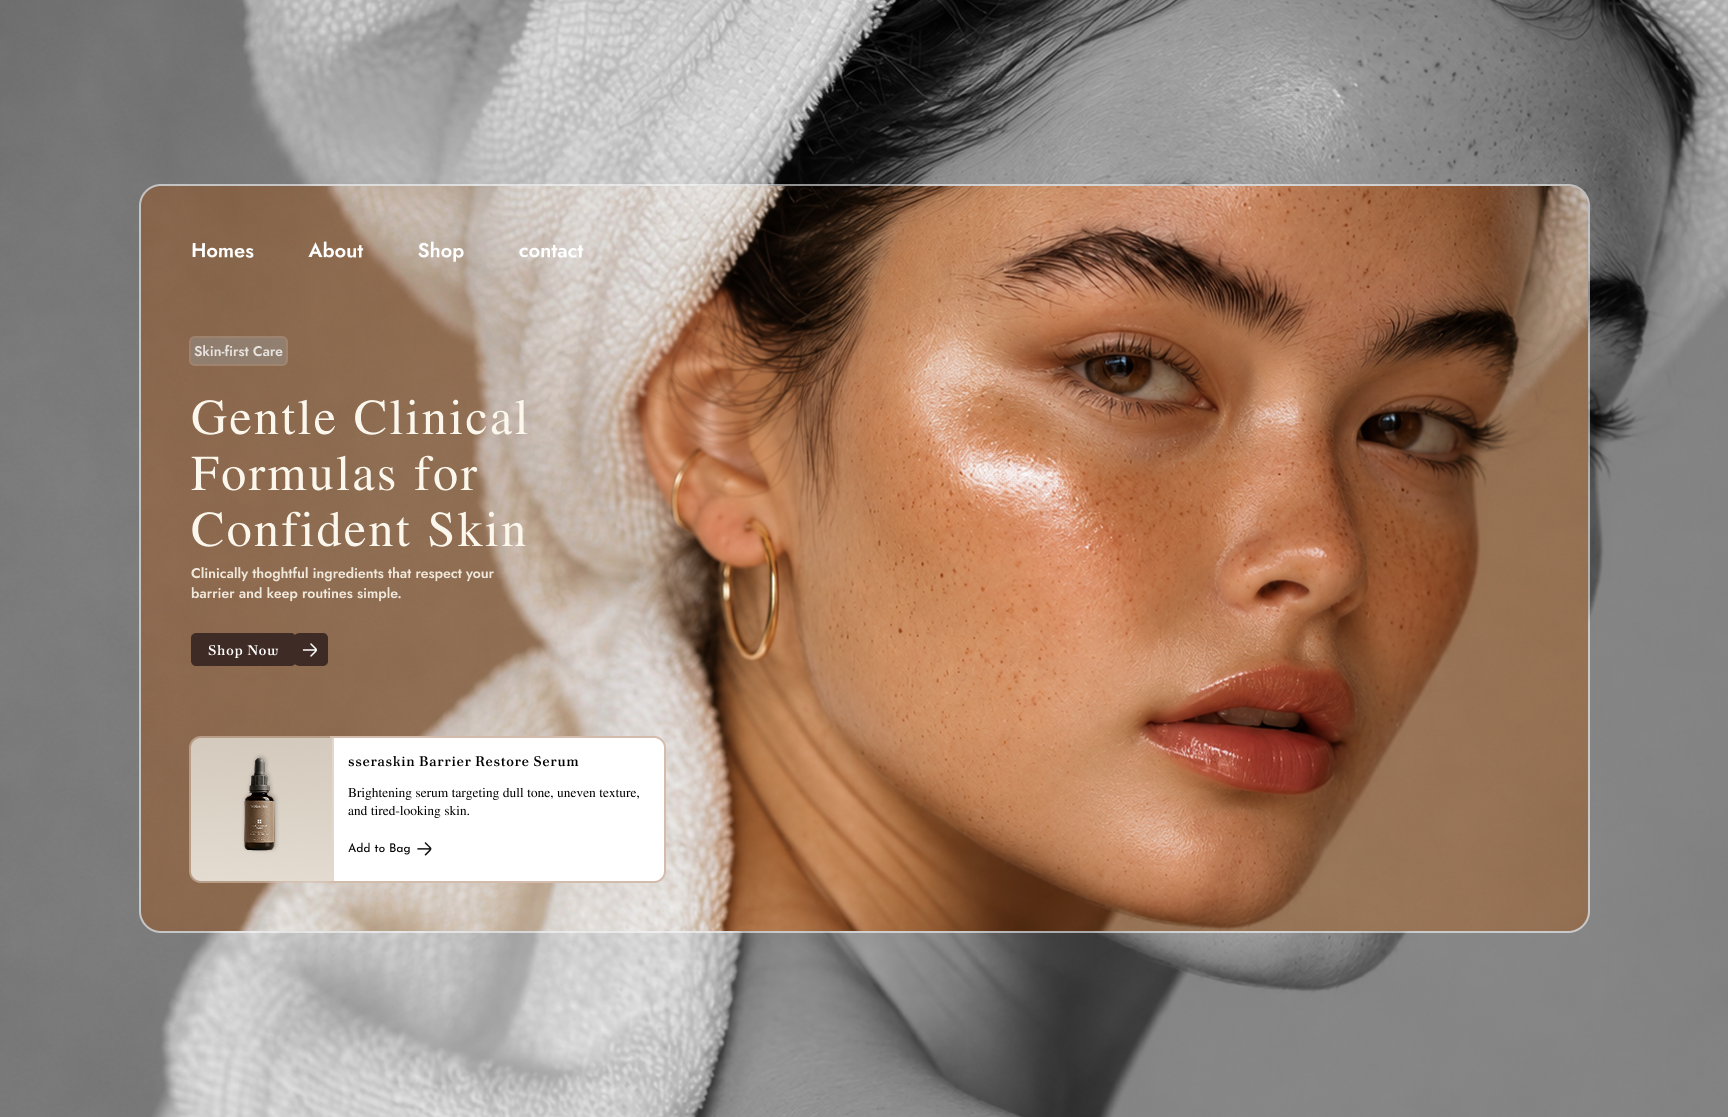 Homes About Shop contact
Skin-first Care
Gentle Clinical
Formulas for
Confident Skin
Clinically thoghtful ingredients that respect your
barrier and keep routines simple.
Shop Now
sseraskin Barrier Restore Serum
Brightening serum targeting dull tone, uneven texture,
and tired-looking skin.
Add to Bag